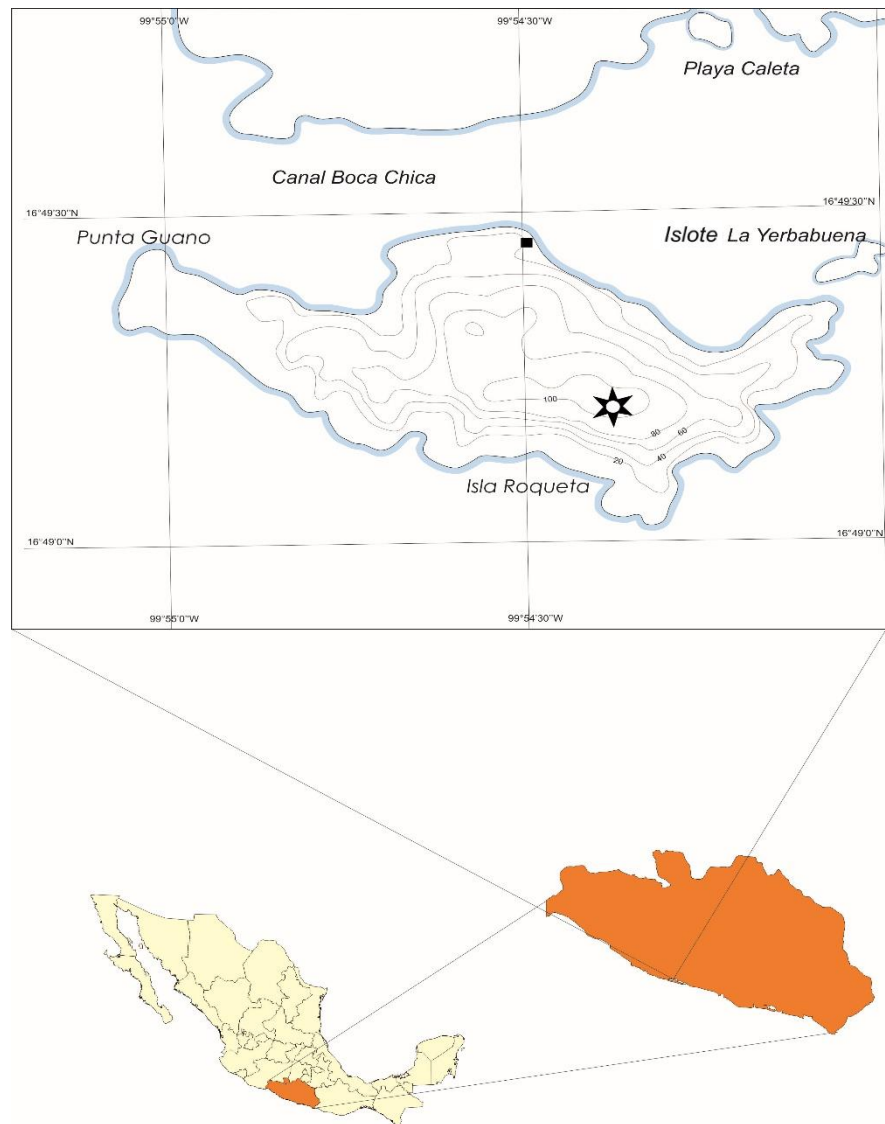 99°55'0"W
99°54'30"W
Playa Caleta
Canal Boca Chica
16°49'30"N
16°49'30"N
Punta Guano
Islote La Yerbabuena
100
80
60
40
20
Isla Roqueta
16°49'0"N
16°49'0"N
99°55'0"W
99°54'30"W